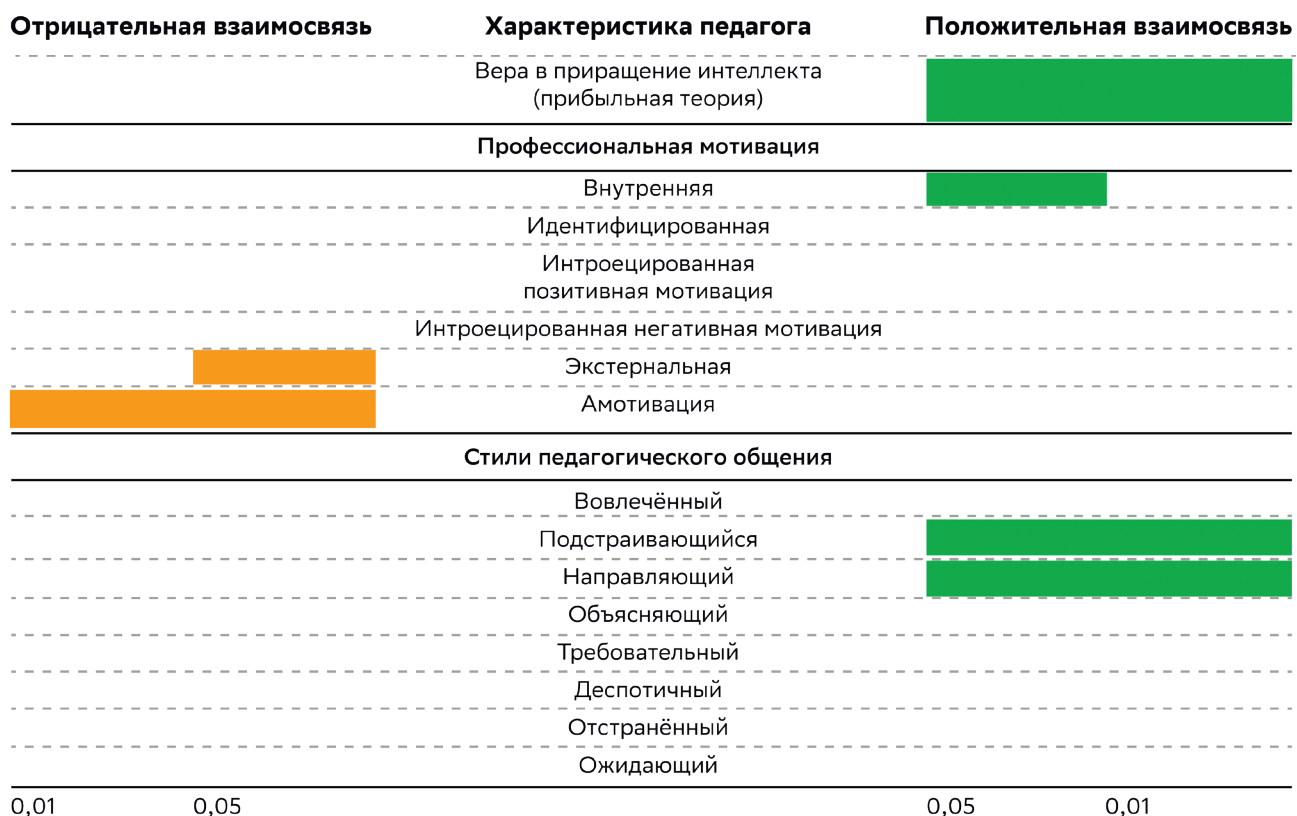 Отрицательная взаимосвязь Характеристика педагога Положительная взаимосвязь
Вера в приращение интеллекта
(прибыльная теория)
Профессиональная мотивация
Внутренняя
Идентифицированная
Интроецированная
позитивная мотивация
Интроецированная негативная мотивация
Экстернальная
Амотивация
Стили педагогического общения
Вовлечённый
Подстраивающийся
Направляющий
Объясняющий
Требовательный
Деспотичный
Отстранённый
Ожидающий
0,01 0,05 0,05 0,01